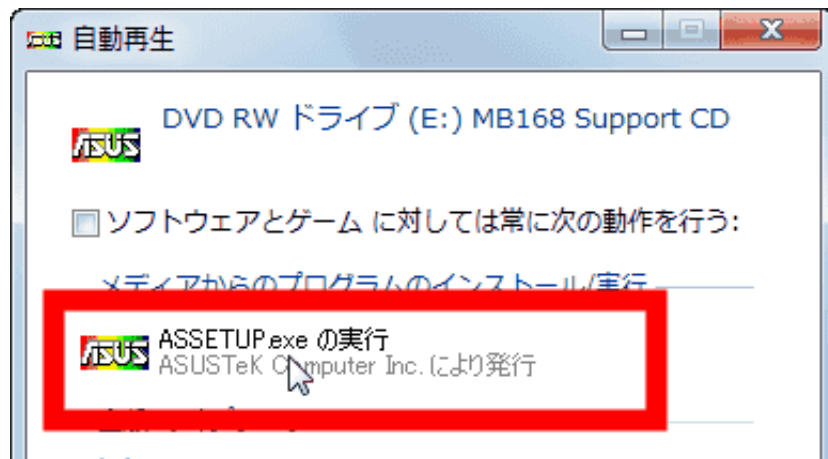 自動再生
DVD RW ドライブ (E:) MB168 Support CD
ASUS
ソフトウェアとゲーム に対しては常に次の動作を行う:
メディアからのプログラムのインストール/実行
ASUS
ASSETUP.exe の実行
ASUSTeK Computer Inc. により発行